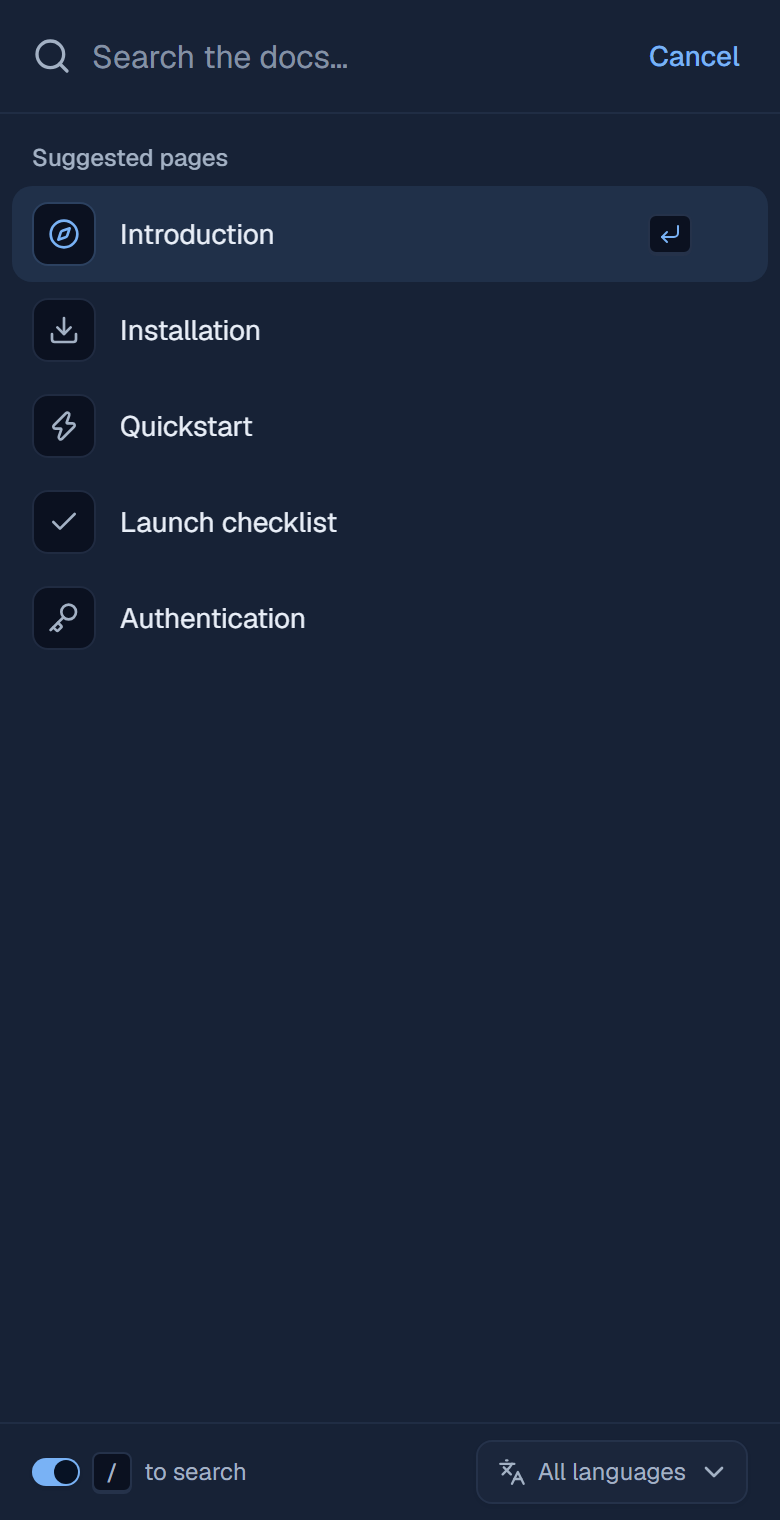 Search the docs...
Cancel
Suggested pages
Introduction
Installation
Quickstart
Launch checklist
Authentication
/ to search
All languages